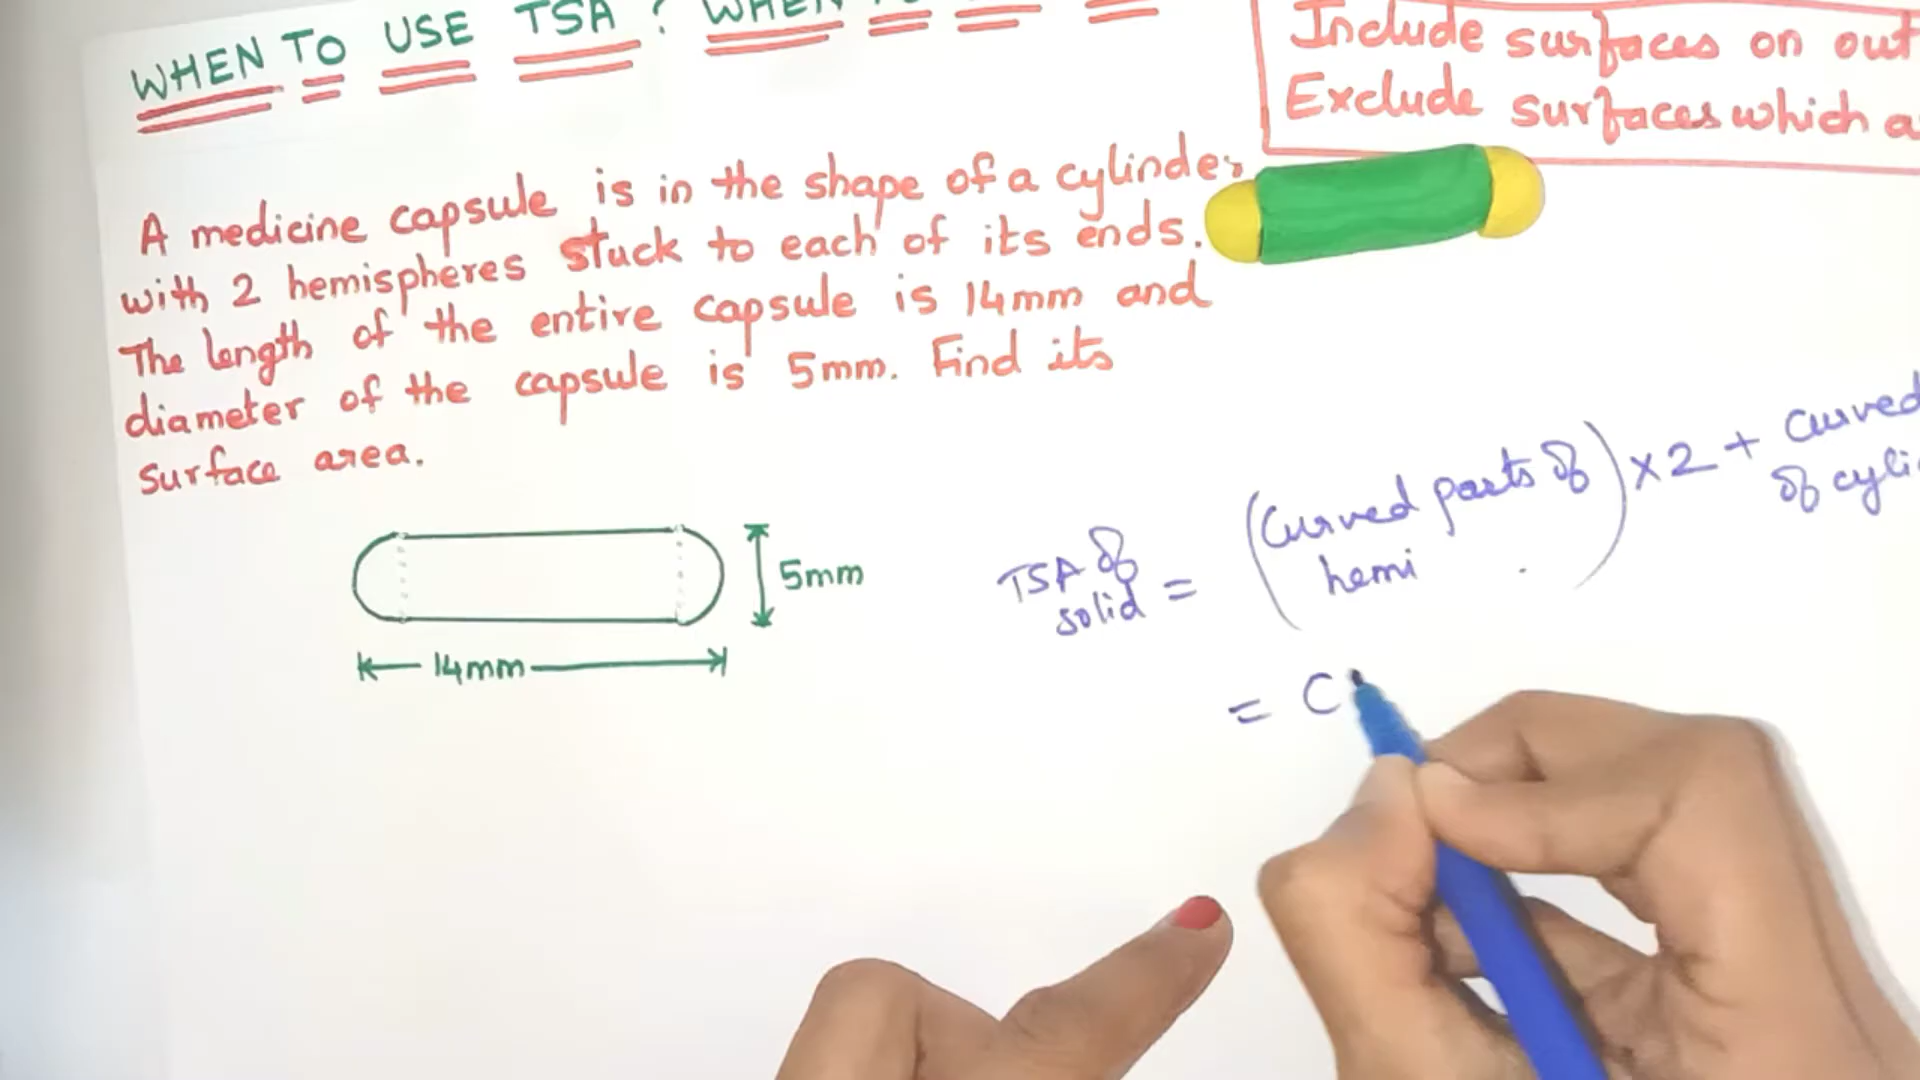 WHEN TO USE TSA? WHEN
Include surfaces on out
Exclude surfaces which a
A medicine capsule is in the shape of a cylinder
with 2 hemispheres stuck to each of its ends.
The length of the entire capsule is 14mm and
diameter of the capsule is 5mm. Find its
surface area.
5mm
14mm
TSA of
solid =
(Curved parts of
hemi ) x2 + Curved
of cyli
= C